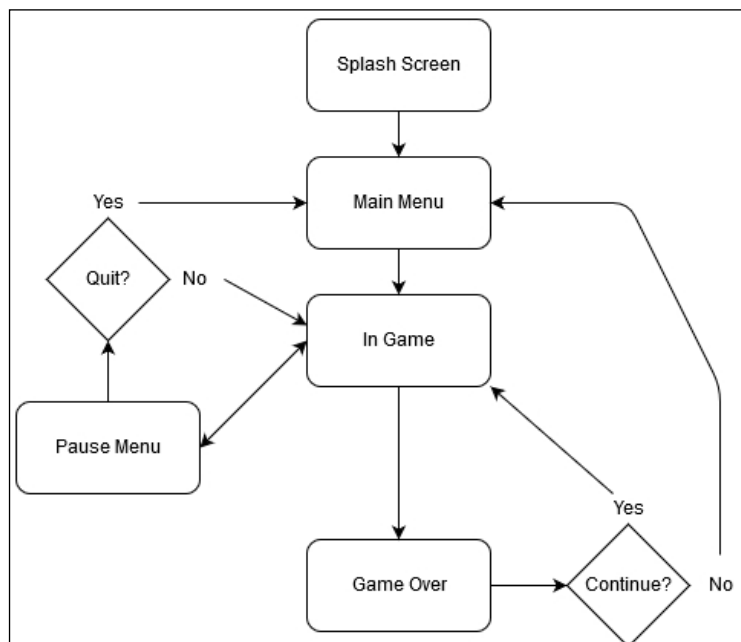 Splash Screen
Yes
Main Menu
Quit?
No
In Game
Pause Menu
Yes
Game Over
Continue?
No